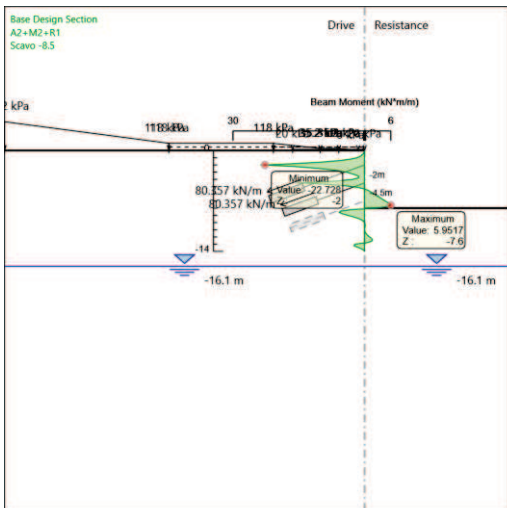 Base Design Section
A2+M2+R1
Scavo -8.5
Drive
Resistance
Beam Moment (kN*m/m)
kPa
30
6
118 kPa
kPa
0
-2m
Minimum
Value: -22.728
Z: -2
80.357 kN/m
80.357 kN/m
-4.5m
Maximum
Value: 5.9517
Z : -7.6
-14
-16.1 m
-16.1 m